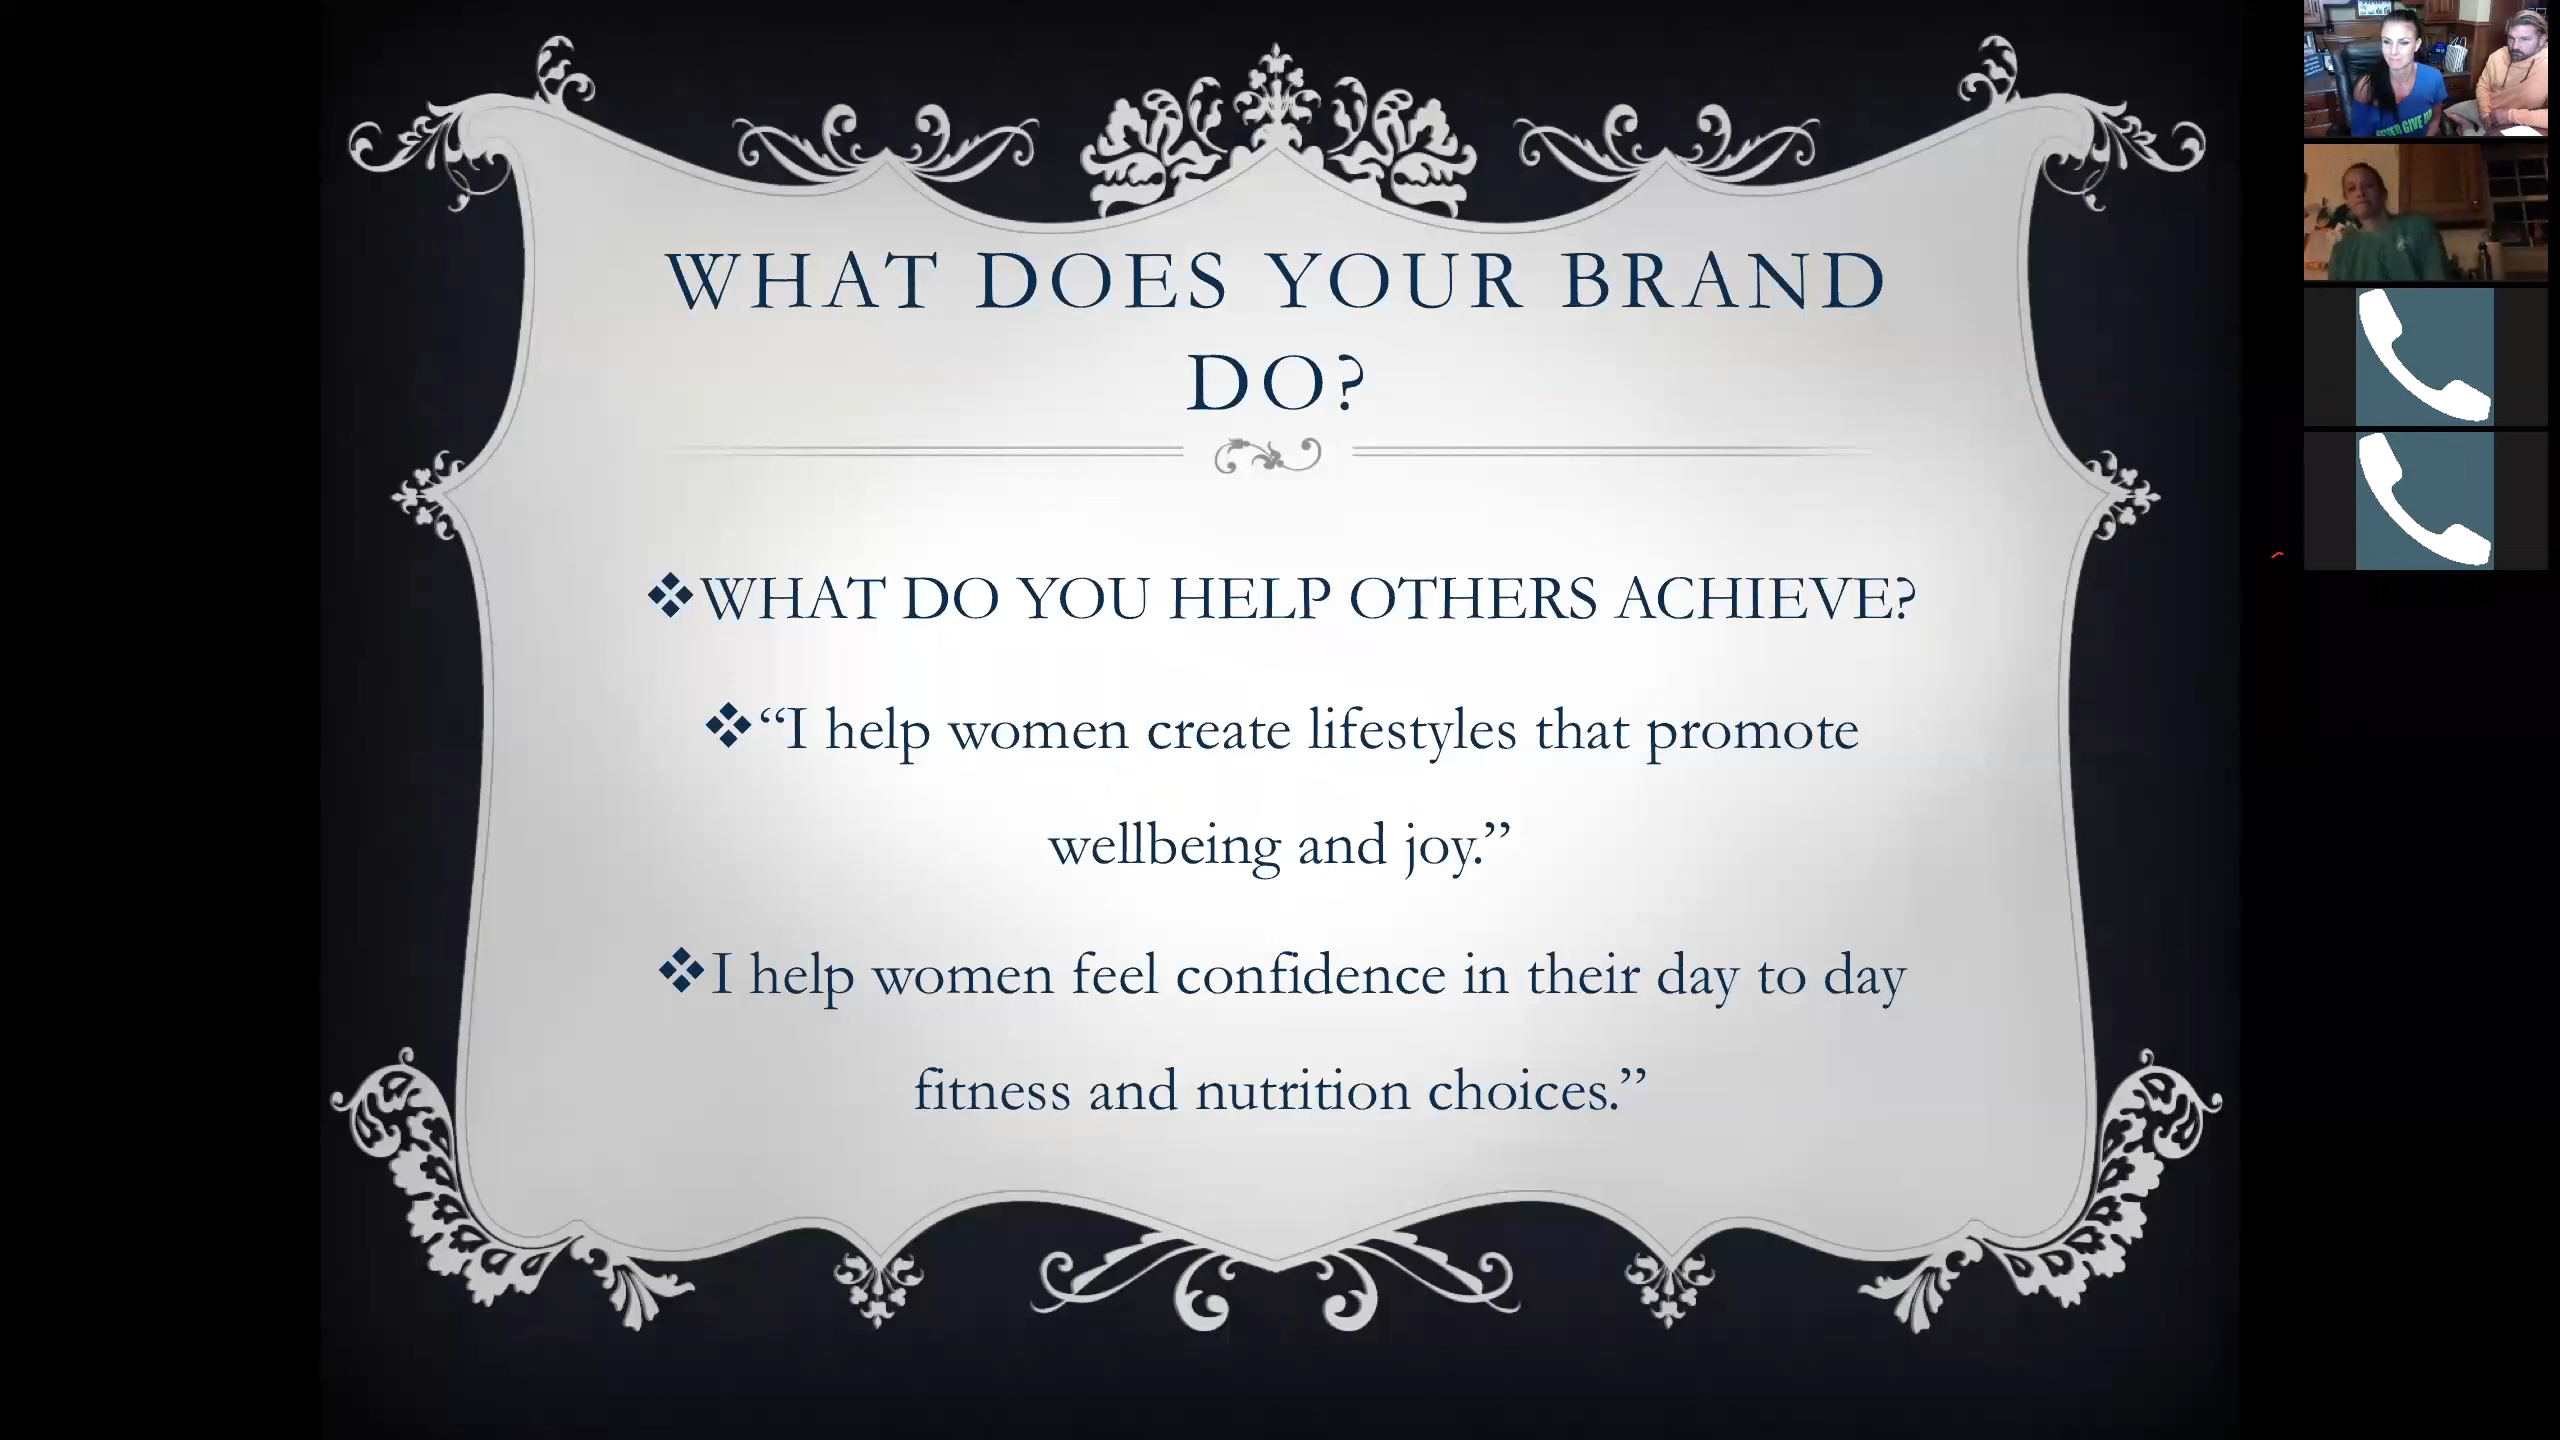 WHAT DOES YOUR BRAND
DO?
❖WHAT DO YOU HELP OTHERS ACHIEVE?
❖“I help women create lifestyles that promote
wellbeing and joy.”
❖I help women feel confidence in their day to day
fitness and nutrition choices.”
GIVE